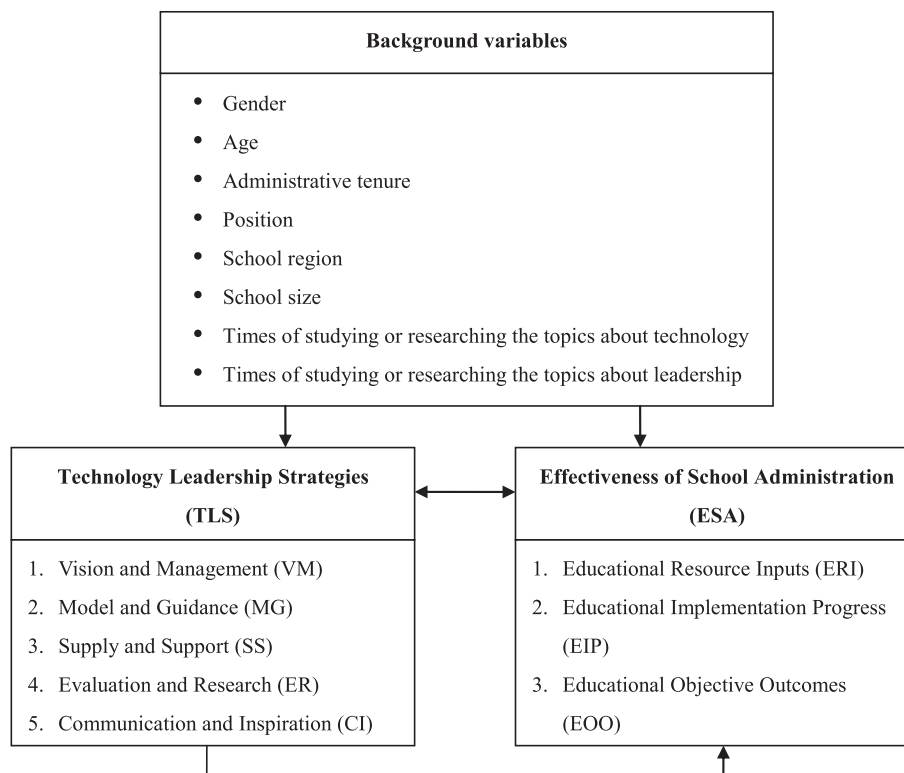 Background variables
• Gender
• Age
• Administrative tenure
• Position
• School region
• School size
• Times of studying or researching the topics about technology
• Times of studying or researching the topics about leadership
Technology Leadership Strategies
(TLS)
1. Vision and Management (VM)
2. Model and Guidance (MG)
3. Supply and Support (SS)
4. Evaluation and Research (ER)
5. Communication and Inspiration (CI)
Effectiveness of School Administration
(ESA)
1. Educational Resource Inputs (ERI)
2. Educational Implementation Progress
(EIP)
3. Educational Objective Outcomes
(EOO)